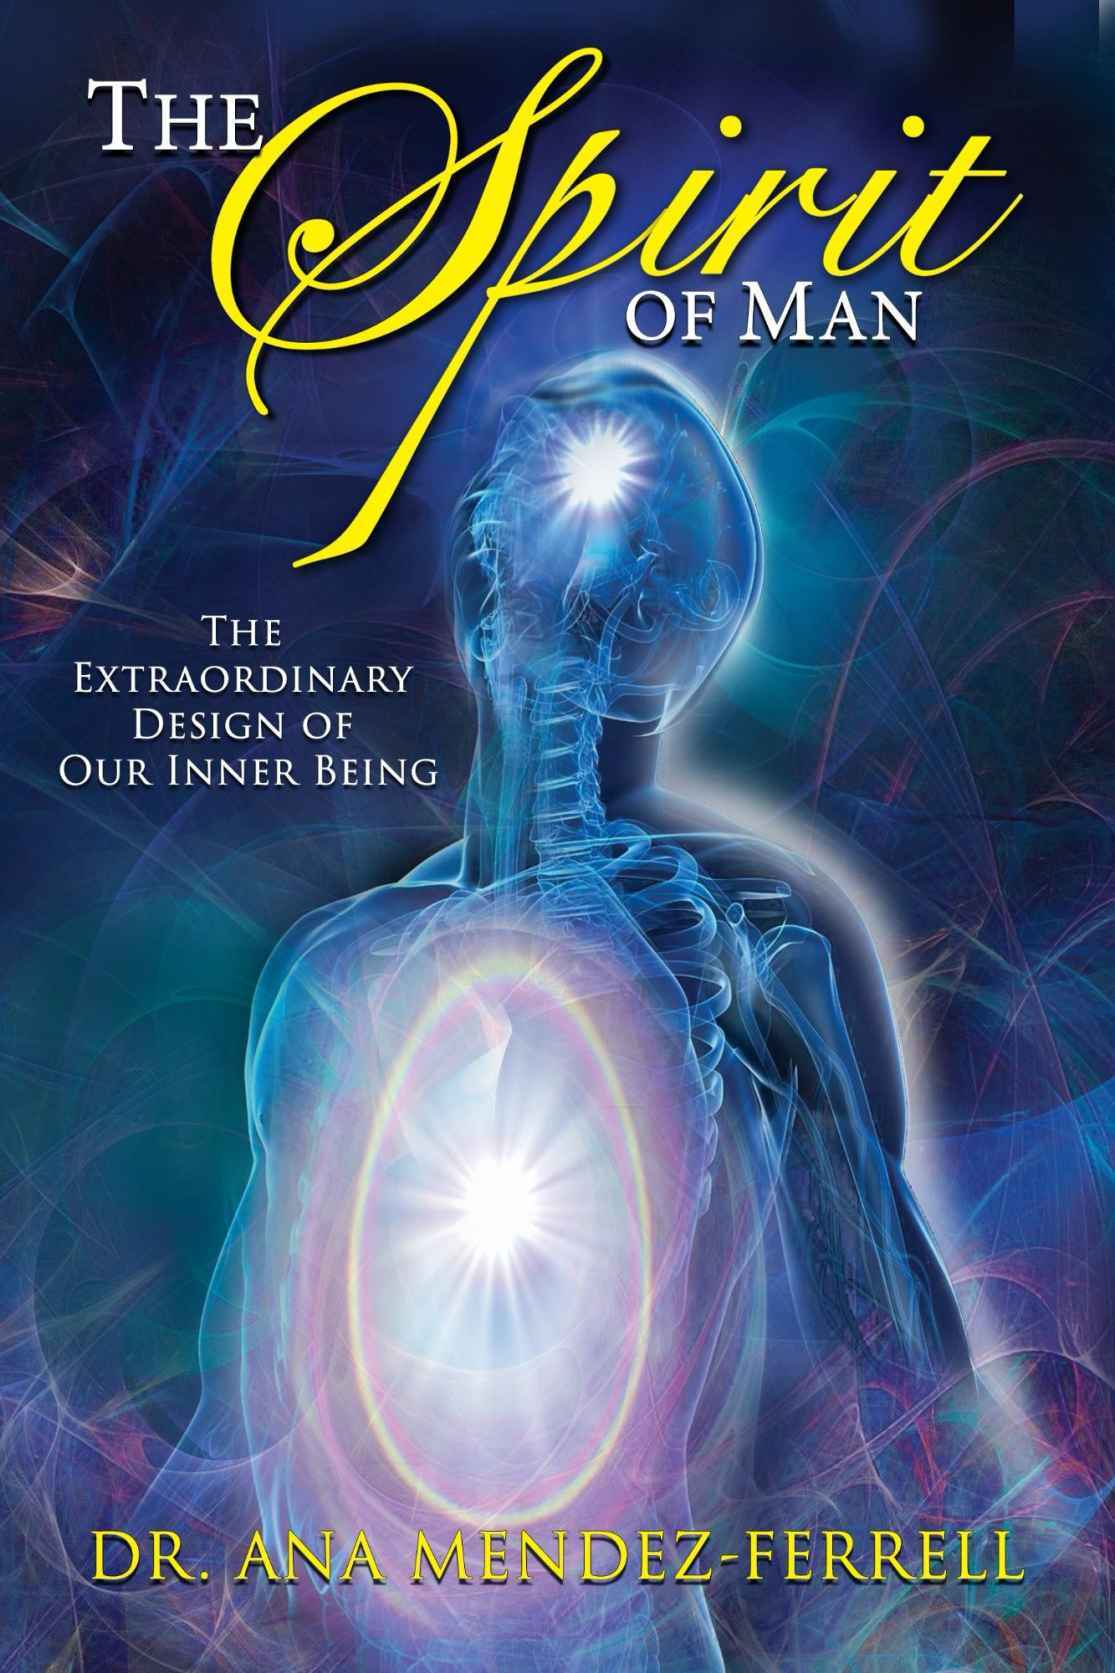 THE Spirit
OF MAN
THE
EXTRAORDINARY
DESIGN OF
OUR INNER BEING
DR. ANA MENDEZ-FERRELL